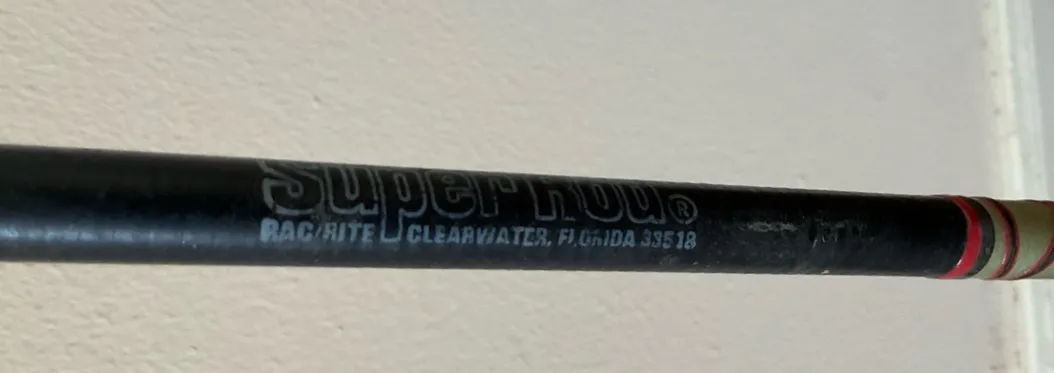 Super Rod®
RAC/RITE CLEARWATER, FLORIDA 33518